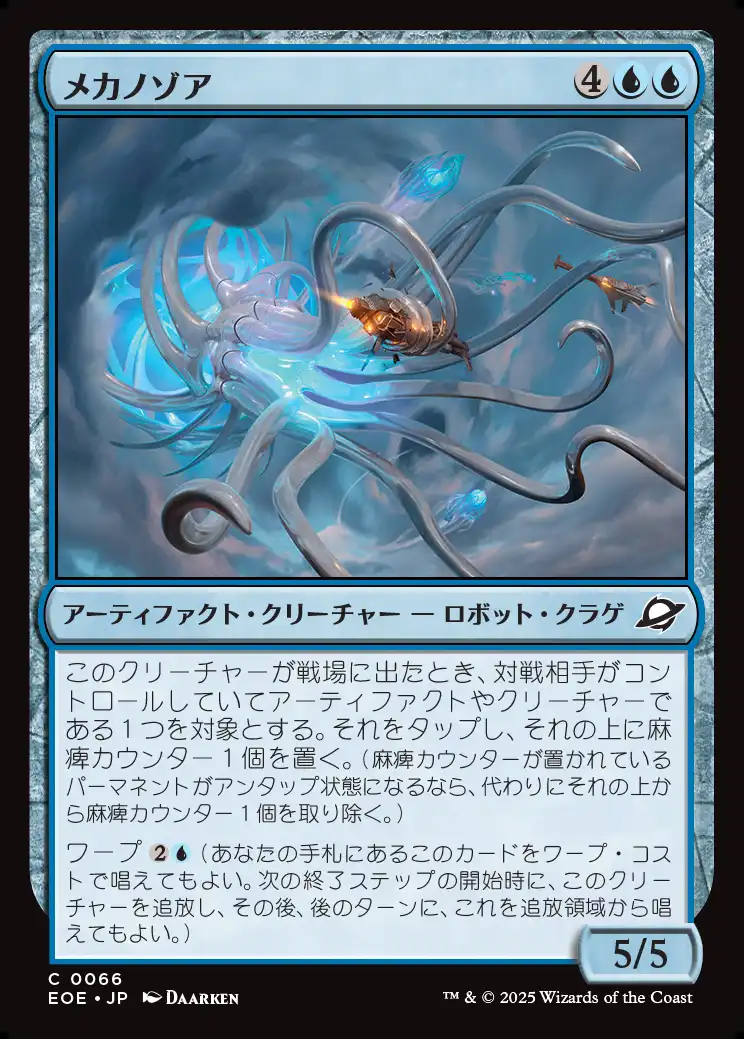 メカノゾア 4
アーティファクト・クリーチャー — ロボット・クラゲ
このクリーチャーが戦場に出たとき、対戦相手がコン
トロールしていてアーティファクトやクリーチャーで
ある1つを対象とする。それをタップし、それの上に麻
痺カウンター1個を置く。（麻痺カウンターが置かれている
パーマネントがアンタップ状態になるなら、代わりにそれの上か
ら麻痺カウンター1個を取り除く。）
ワープ 2（あなたの手札にあるこのカードをワープ・コス
トで唱えてもよい。次の終了ステップの開始時に、このクリー
チャーを追放し、その後、後のターンに、これを追放領域から唱
えてもよい。）
5/5
C 0066
EOE • JP DAARKEN
™ & © 2025 Wizards of the Coast